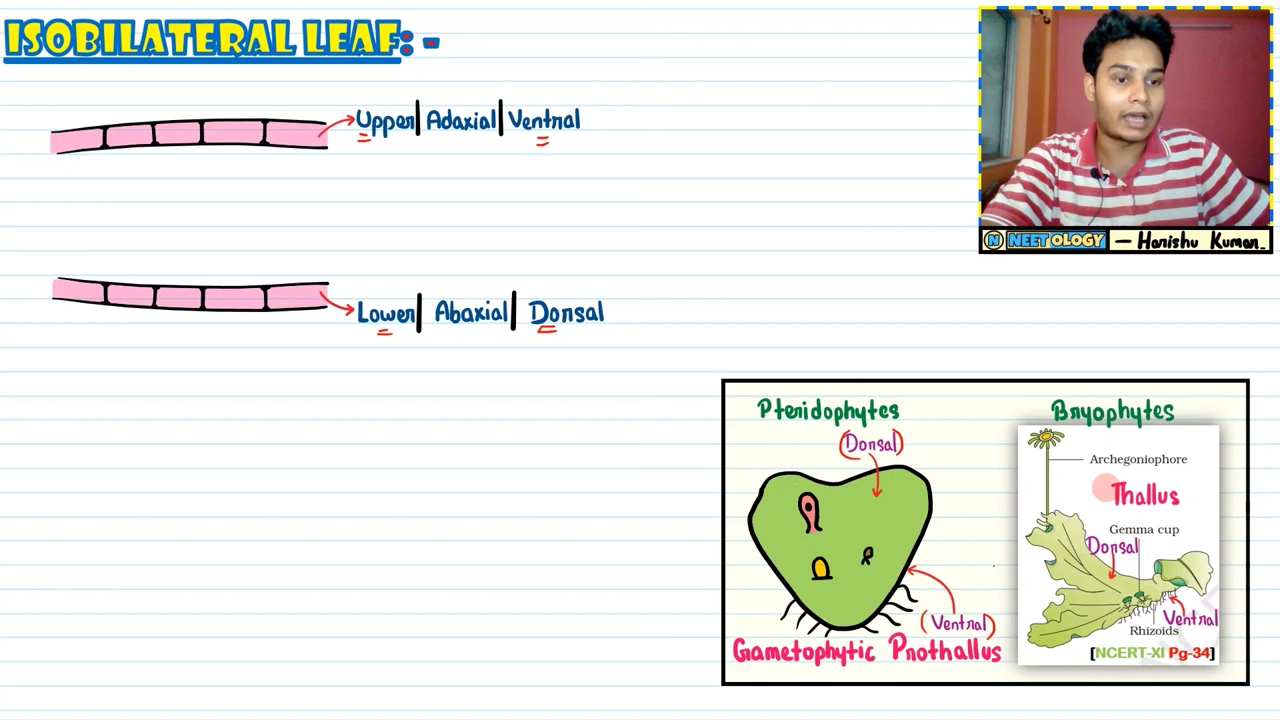 ISOBILATERAL LEAF: -
Upper | Adaxial | Ventral
Lower | Abaxial | Dorsal
N NEETOLOGY - Hanishu Kumar
Pteridophytes
(Dorsal)
(Ventral)
Gametophytic Prothallus
Bryophytes
Archegoniophore
Thallus
Gemma cup
Dorsal
Ventral
Rhizoids
[NCERT-XI Pg-34]